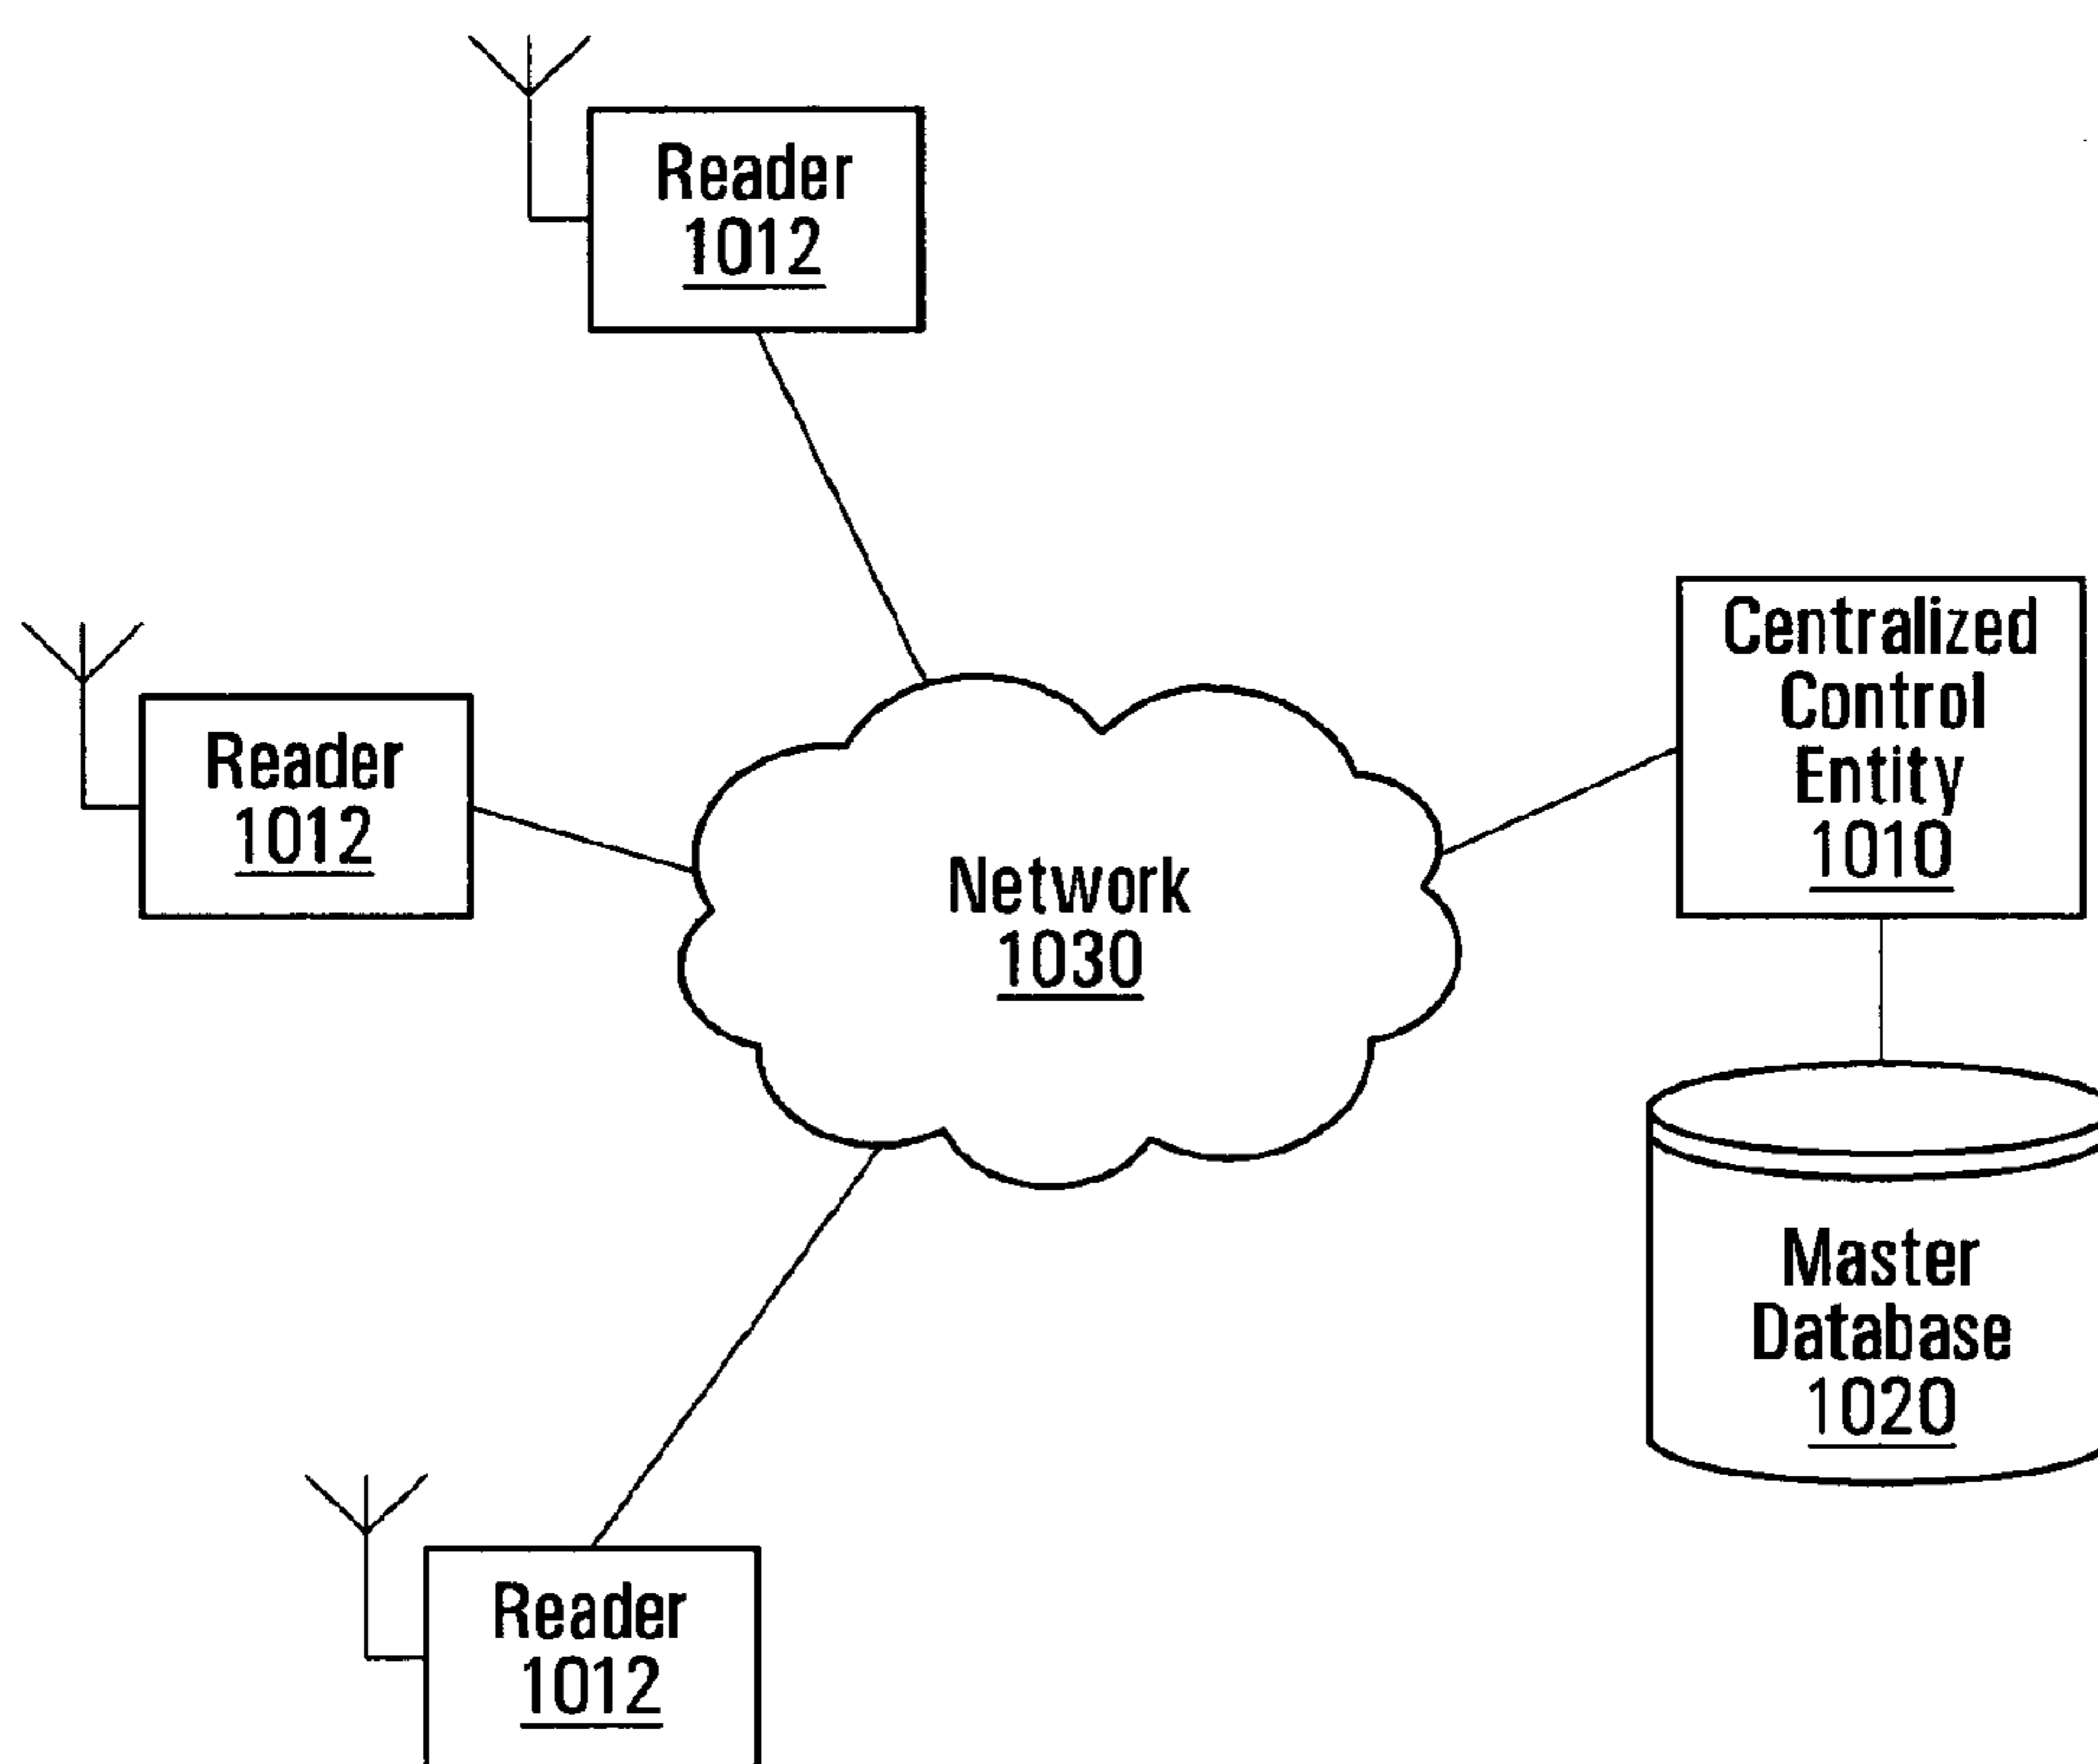 Reader
1012
Centralized
Control
Entity
1010
Reader
1012
Network
1030
Master
Database
1020
Reader
1012